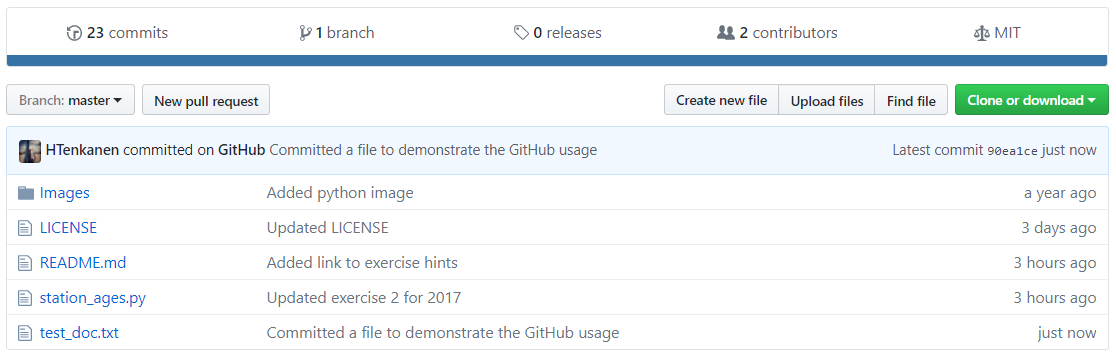 23 commits 1 branch 0 releases 2 contributors MIT
Branch: master New pull request Create new file Upload files Find file Clone or download
HTenkanen committed on GitHub Committed a file to demonstrate the GitHub usage Latest commit 90ea1ce just now
Images Added python image a year ago
LICENSE Updated LICENSE 3 days ago
README.md Added link to exercise hints 3 hours ago
station_ages.py Updated exercise 2 for 2017 3 hours ago
test_doc.txt Committed a file to demonstrate the GitHub usage just now